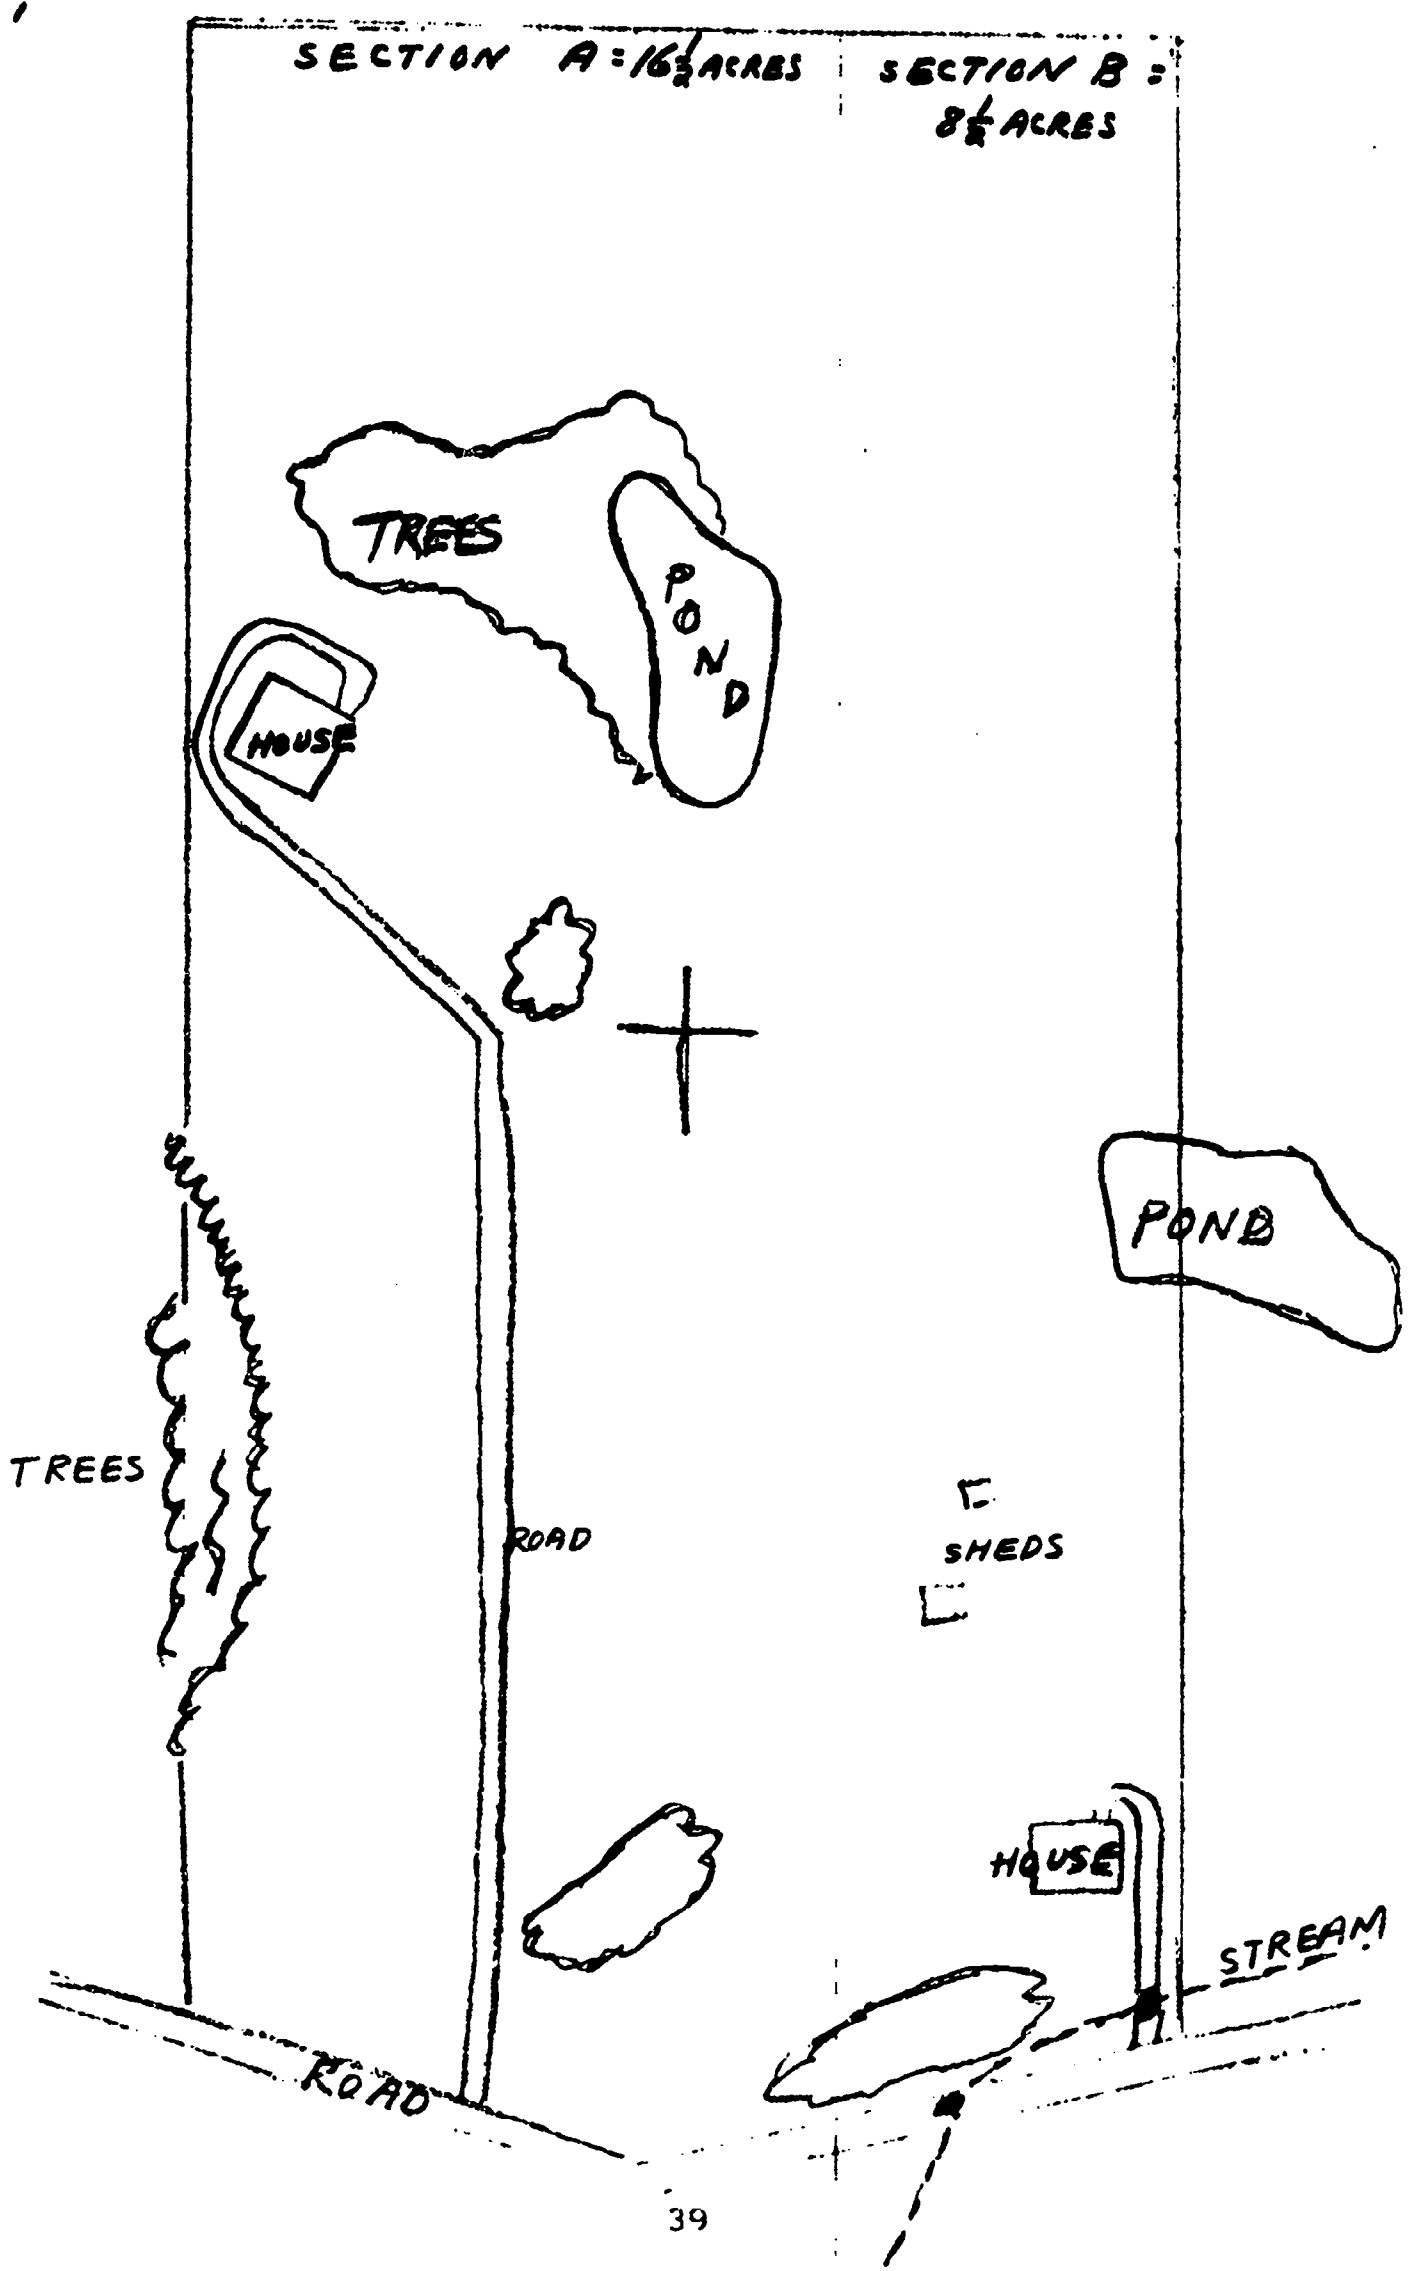 SECTION A = 16½ ACRES
SECTION B =
8½ ACRES
TREES
POND
HOUSE
POND
TREES
ROAD
SHEDS
HOUSE
STREAM
ROAD
39